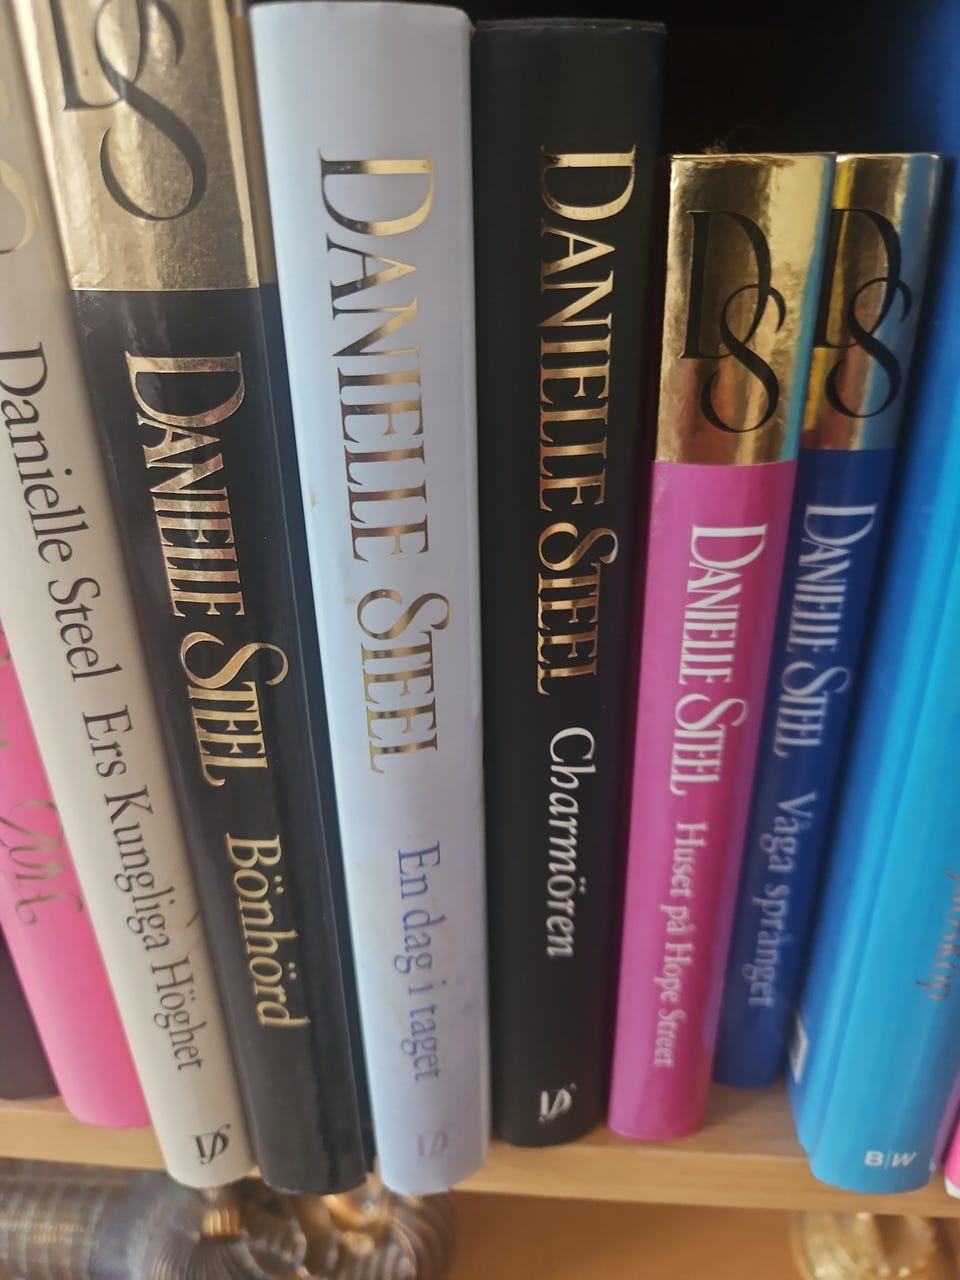 Danielle Steel Ers Kungliga Höghet
DS
DANIELLE STEEL Bönhörd
DANIELLE STEEL En dag i taget
DANIELLE STEEL Charmören
DS
DANIELLE STEEL Huset på Hope Street
DS
DANIELLE STEEL Våga språnget
B|W